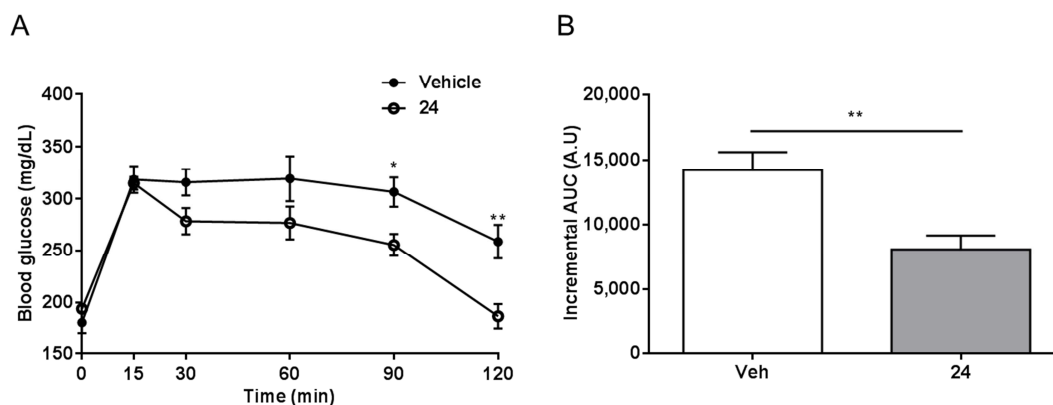 A
Vehicle
24
Blood glucose (mg/dL)
400
350
300
250
200
150
*
**
0 15 30 60 90 120
Time (min)
B
Incremental AUC (A.U)
20,000
15,000
10,000
5,000
0
**
Veh 24